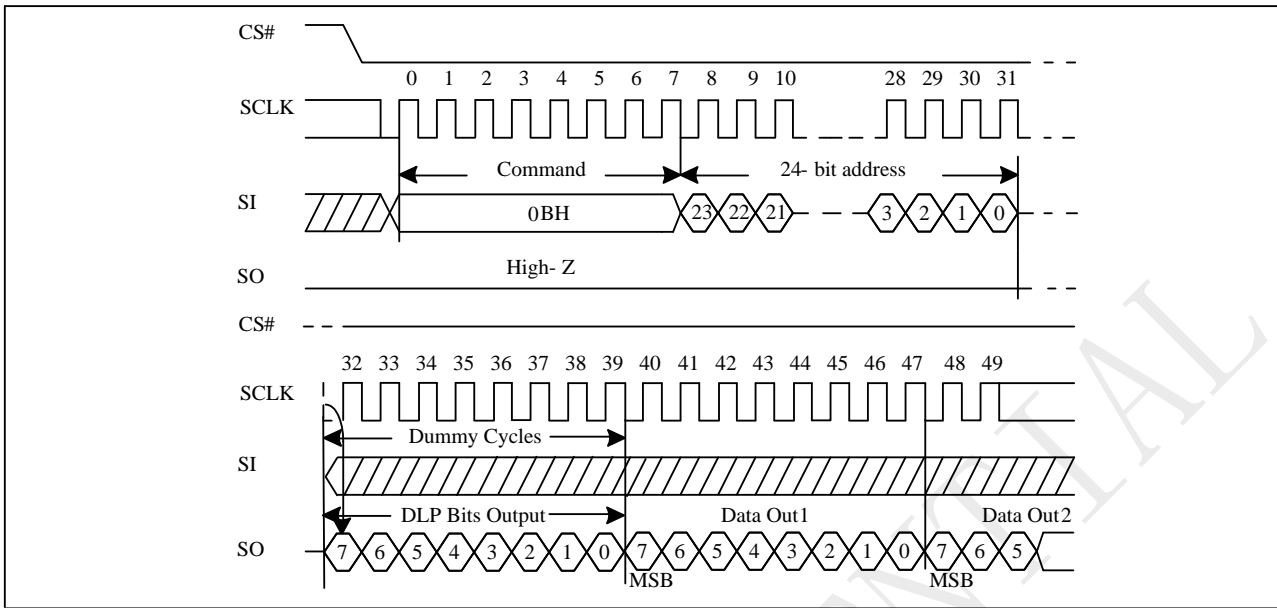 CS#
0 1 2 3 4 5 6 7 8 9 10 28 29 30 31
SCLK
Command 24- bit address
SI
0BH 23 22 21 3 2 1 0
High- Z
SO
CS#
32 33 34 35 36 37 38 39 40 41 42 43 44 45 46 47 48 49
SCLK
Dummy Cycles
SI
DLP Bits Output Data Out1 Data Out2
SO 7 6 5 4 3 2 1 0 7 6 5 4 3 2 1 0 7 6 5
MSB MSB
NTIAL